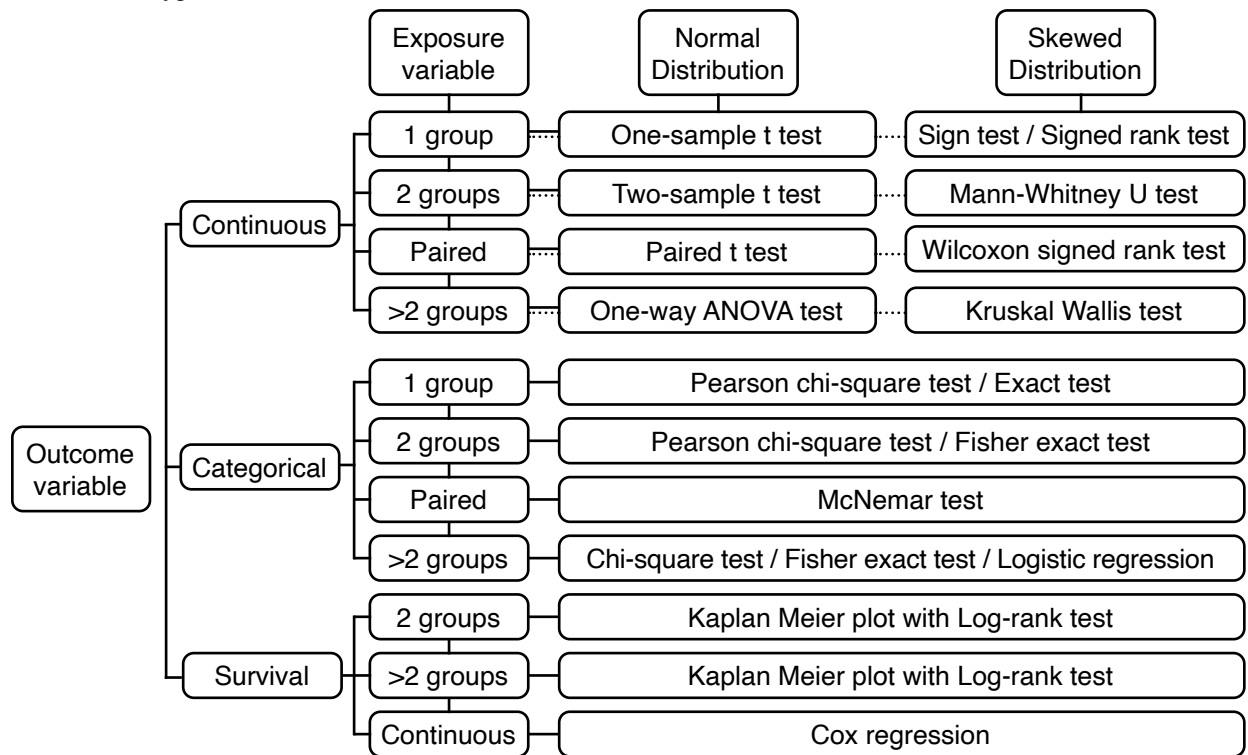 Exposure
variable
Normal
Distribution
Skewed
Distribution
1 group
One-sample t test
Sign test / Signed rank test
2 groups
Two-sample t test
Mann-Whitney U test
Continuous
Paired
Paired t test
Wilcoxon signed rank test
>2 groups
One-way ANOVA test
Kruskal Wallis test
1 group
Pearson chi-square test / Exact test
2 groups
Pearson chi-square test / Fisher exact test
Outcome
variable
Categorical
Paired
McNemar test
>2 groups
Chi-square test / Fisher exact test / Logistic regression
2 groups
Kaplan Meier plot with Log-rank test
Survival
>2 groups
Kaplan Meier plot with Log-rank test
Continuous
Cox regression